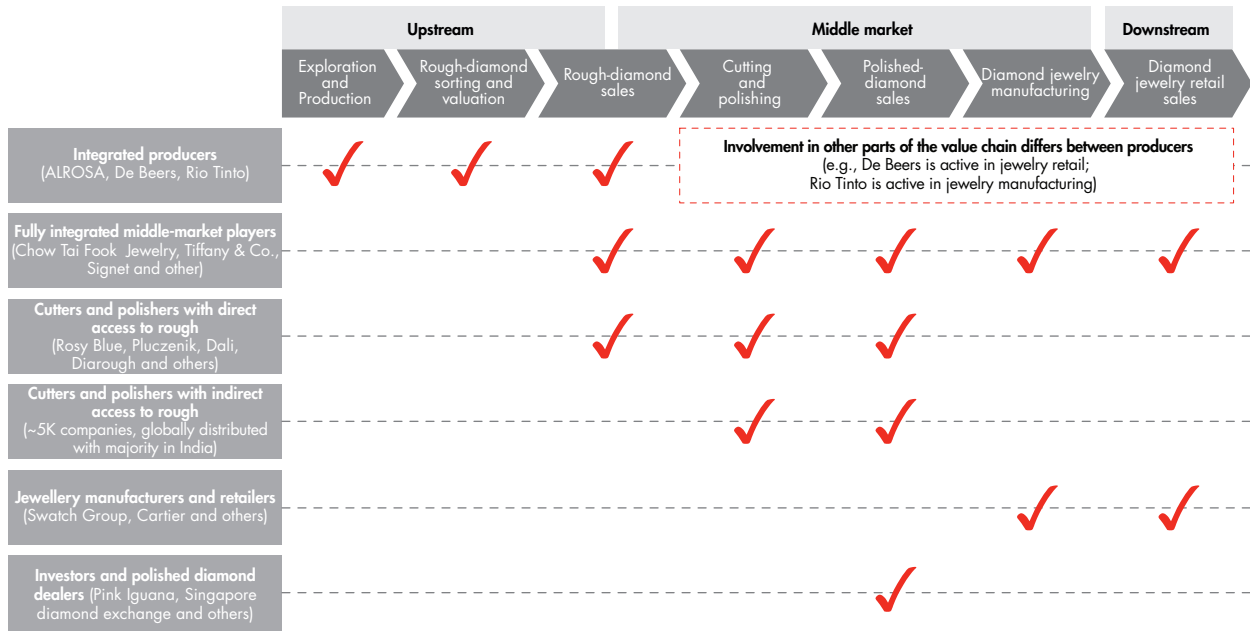 Upstream
Middle market
Downstream
Exploration
and
Production
Rough-diamond
sorting and
valuation
Rough-diamond
sales
Cutting
and
polishing
Polished-
diamond
sales
Diamond jewelry
manufacturing
Diamond
jewelry retail
sales
Integrated producers
(ALROSA, De Beers, Rio Tinto)
Involvement in other parts of the value chain differs between producers
(e.g., De Beers is active in jewelry retail;
Rio Tinto is active in jewelry manufacturing)
Fully integrated middle-market players
(Chow Tai Fook Jewelry, Tiffany & Co.,
Signet and other)
Cutters and polishers with direct
access to rough
(Rosy Blue, Pluczenik, Dali,
Diarough and others)
Cutters and polishers with indirect
access to rough
(~5K companies, globally distributed
with majority in India)
Jewellery manufacturers and retailers
(Swatch Group, Cartier and others)
Investors and polished diamond
dealers (Pink Iguana, Singapore
diamond exchange and others)